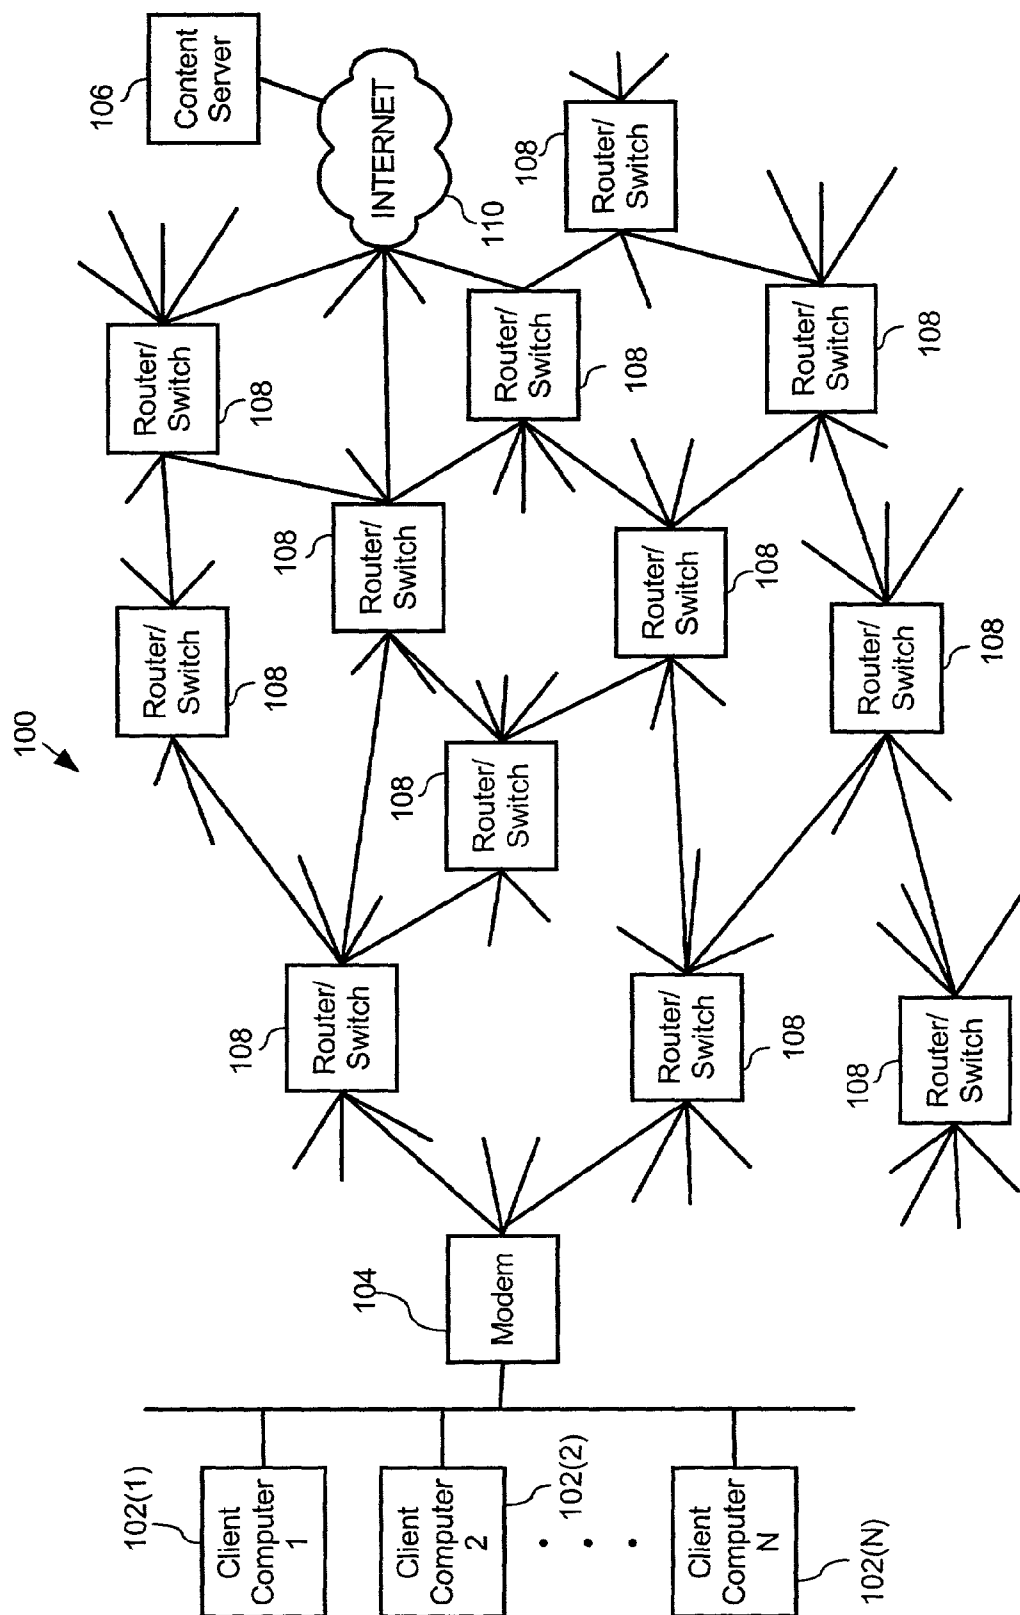 100
102(1)
Client
Computer
1
102(2)
Client
Computer
2
102(N)
Client
Computer
N
104
Modem
108
Router/
Switch
108
Router/
Switch
108
Router/
Switch
108
Router/
Switch
108
Router/
Switch
108
Router/
Switch
108
Router/
Switch
108
Router/
Switch
108
Router/
Switch
108
Router/
Switch
108
Router/
Switch
108
Router/
Switch
INTERNET
110
106
Content
Server